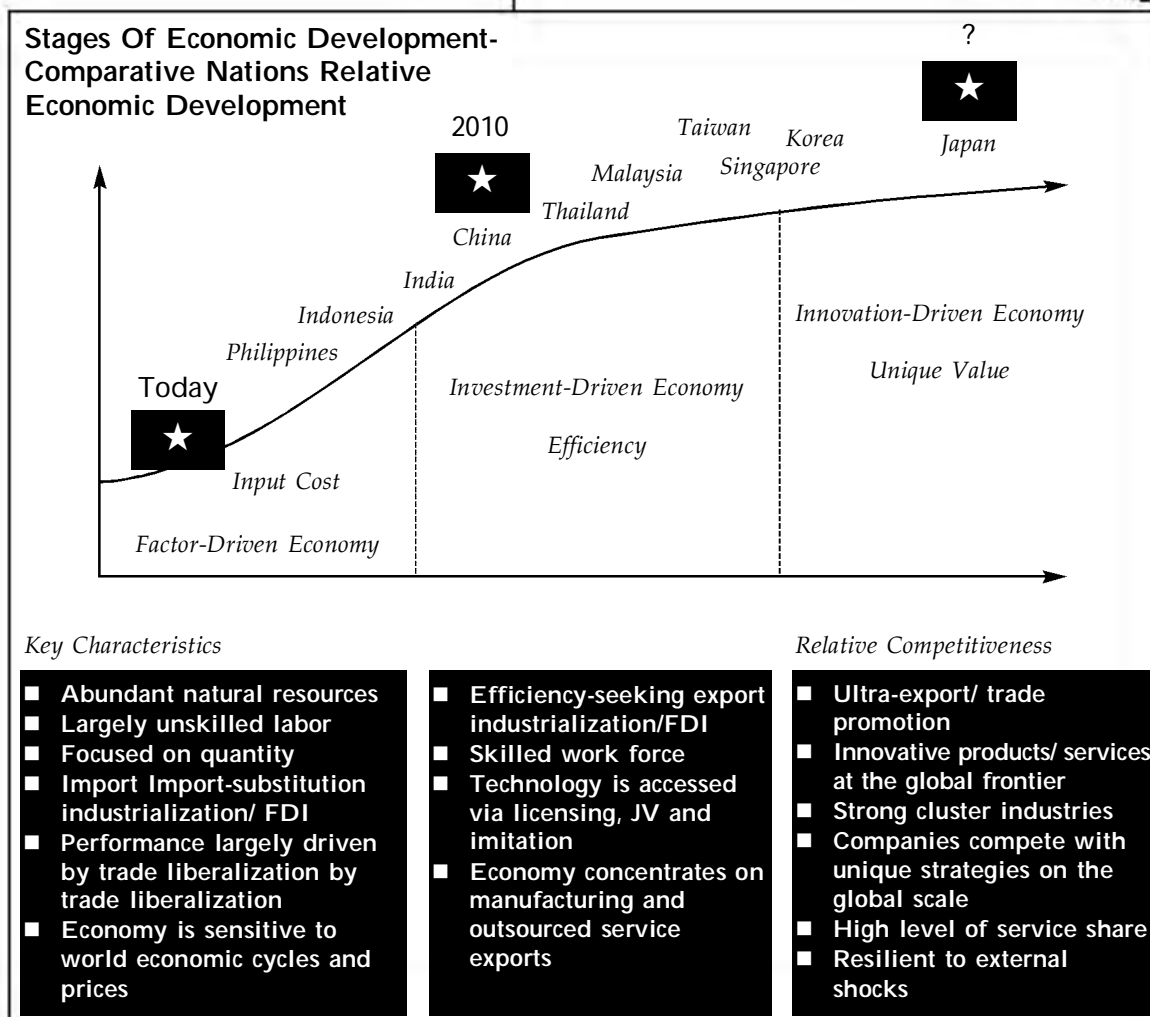 Stages Of Economic Development-
Comparative Nations Relative
Economic Development
?
2010
Taiwan
Korea
Japan
Malaysia
Singapore
Thailand
China
India
Indonesia
Philippines
Today
Innovation-Driven Economy
Unique Value
Investment-Driven Economy
Efficiency
Input Cost
Factor-Driven Economy
Key Characteristics
Relative Competitiveness
■ Abundant natural resources
■ Largely unskilled labor
■ Focused on quantity
■ Import Import-substitution
industrialization/ FDI
■ Performance largely driven
by trade liberalization by
trade liberalization
■ Economy is sensitive to
world economic cycles and
prices
■ Efficiency-seeking export
industrialization/FDI
■ Skilled work force
■ Technology is accessed
via licensing, JV and
imitation
■ Economy concentrates on
manufacturing and
outsourced service
exports
■ Ultra-export/ trade
promotion
■ Innovative products/ services
at the global frontier
■ Strong cluster industries
■ Companies compete with
unique strategies on the
global scale
■ High level of service share
■ Resilient to external
shocks